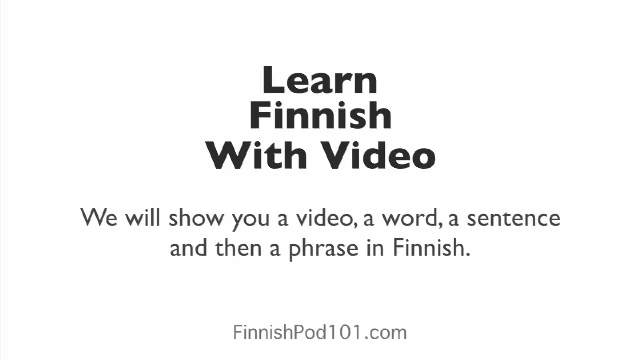 Learn
Finnish
With Video
We will show you a video, a word, a sentence
and then a phrase in Finnish.
FinnishPod101.com